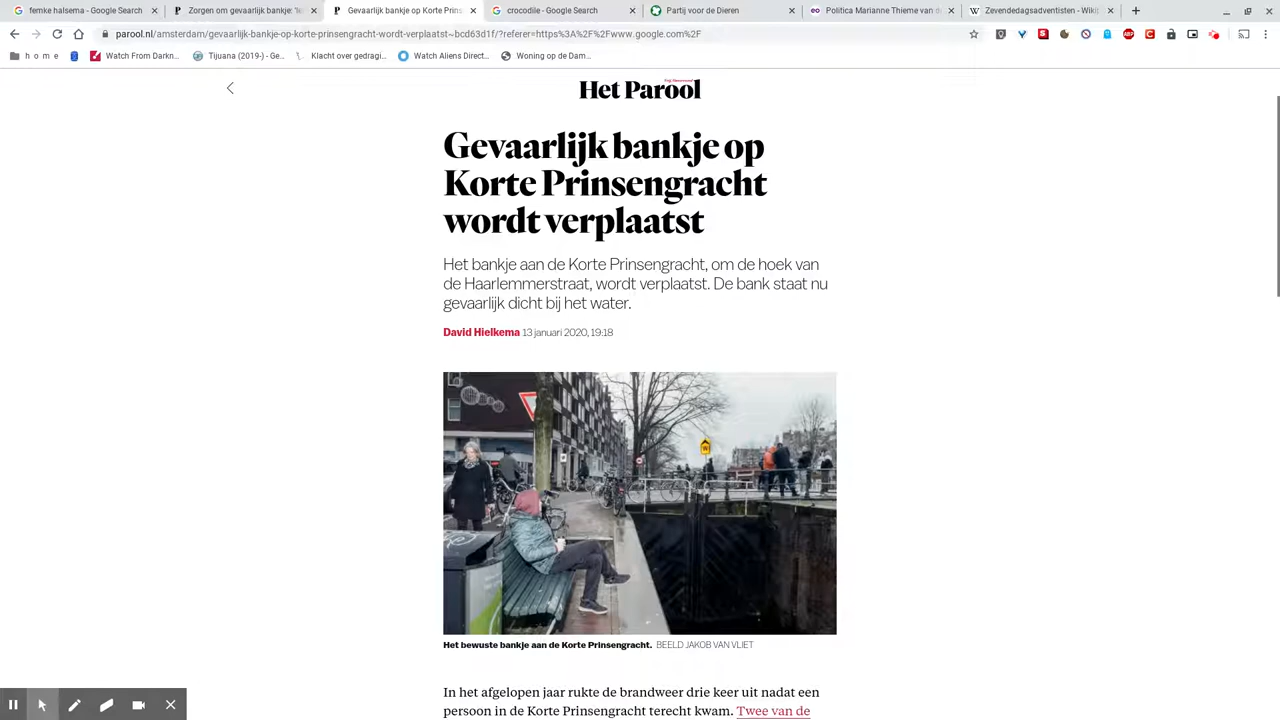 femke halsema - Google Search
Zorgen om gevaarlijk bankje: 'Ie
Gevaarlijk bankje op Korte Prins
crocodile - Google Search
Partij voor de Dieren
Politica Marianne Thieme van d
Zevendedagsadventisten - Wiki
parool.nl/amsterdam/gevaarlijk-bankje-op-korte-prinsengracht-wordt-verplaatst~bcd63d1f/?referer=https%3A%2F%2Fwww.google.com%2F
h o m e
Watch From Darkn...
Tijuana (2019-) - Ge...
Klacht over gedragi...
Watch Aliens Direct...
Woning op de Dam...
Het Parool
Gevaarlijk bankje op
Korte Prinsengracht
wordt verplaatst
Het bankje aan de Korte Prinsengracht, om de hoek van
de Haarlemmerstraat, wordt verplaatst. De bank staat nu
gevaarlijk dicht bij het water.
David Hielkema 13 januari 2020, 19:18
Het bewuste bankje aan de Korte Prinsengracht. BEELD JAKOB VAN VLIET
In het afgelopen jaar rukte de brandweer drie keer uit nadat een
persoon in de Korte Prinsengracht terecht kwam. Twee van de